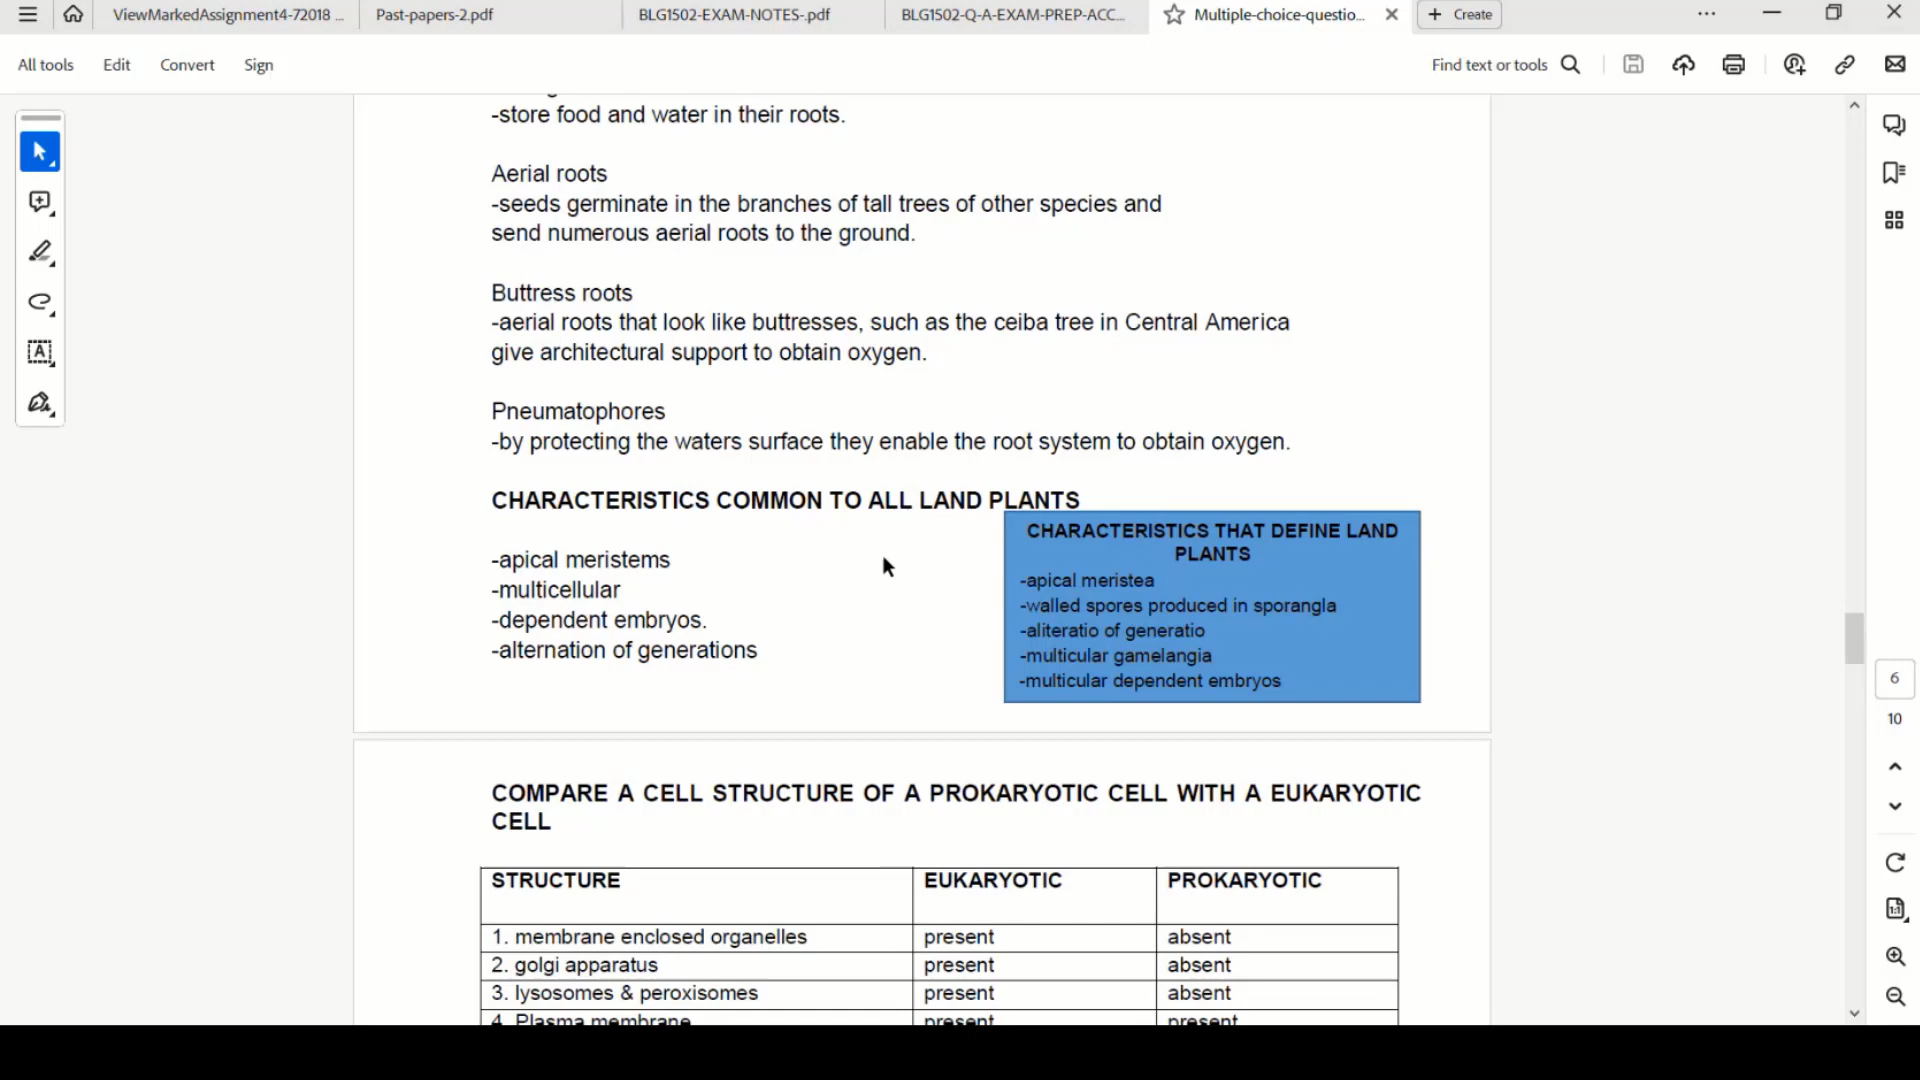 ViewMarkedAssignment4-72018 ...
Past-papers-2.pdf
BLG1502-EXAM-NOTES-.pdf
BLG1502-Q-A-EXAM-PREP-ACC...
Multiple-choice-questio...
Create
All tools
Edit
Convert
Sign
Find text or tools
-store food and water in their roots.
Aerial roots
-seeds germinate in the branches of tall trees of other species and
send numerous aerial roots to the ground.
Buttress roots
-aerial roots that look like buttresses, such as the ceiba tree in Central America
give architectural support to obtain oxygen.
Pneumatophores
-by protecting the waters surface they enable the root system to obtain oxygen.
CHARACTERISTICS COMMON TO ALL LAND PLANTS
-apical meristems
-multicellular
-dependent embryos.
-alternation of generations
CHARACTERISTICS THAT DEFINE LAND
PLANTS
-apical meristea
-walled spores produced in sporangla
-aliteratio of generatio
-multicular gamelangia
-multicular dependent embryos
6
10
COMPARE A CELL STRUCTURE OF A PROKARYOTIC CELL WITH A EUKARYOTIC
CELL
STRUCTURE EUKARYOTIC PROKARYOTIC
1. membrane enclosed organelles present absent
2. golgi apparatus present absent
3. lysosomes & peroxisomes present absent
4. Plasma membrane present present